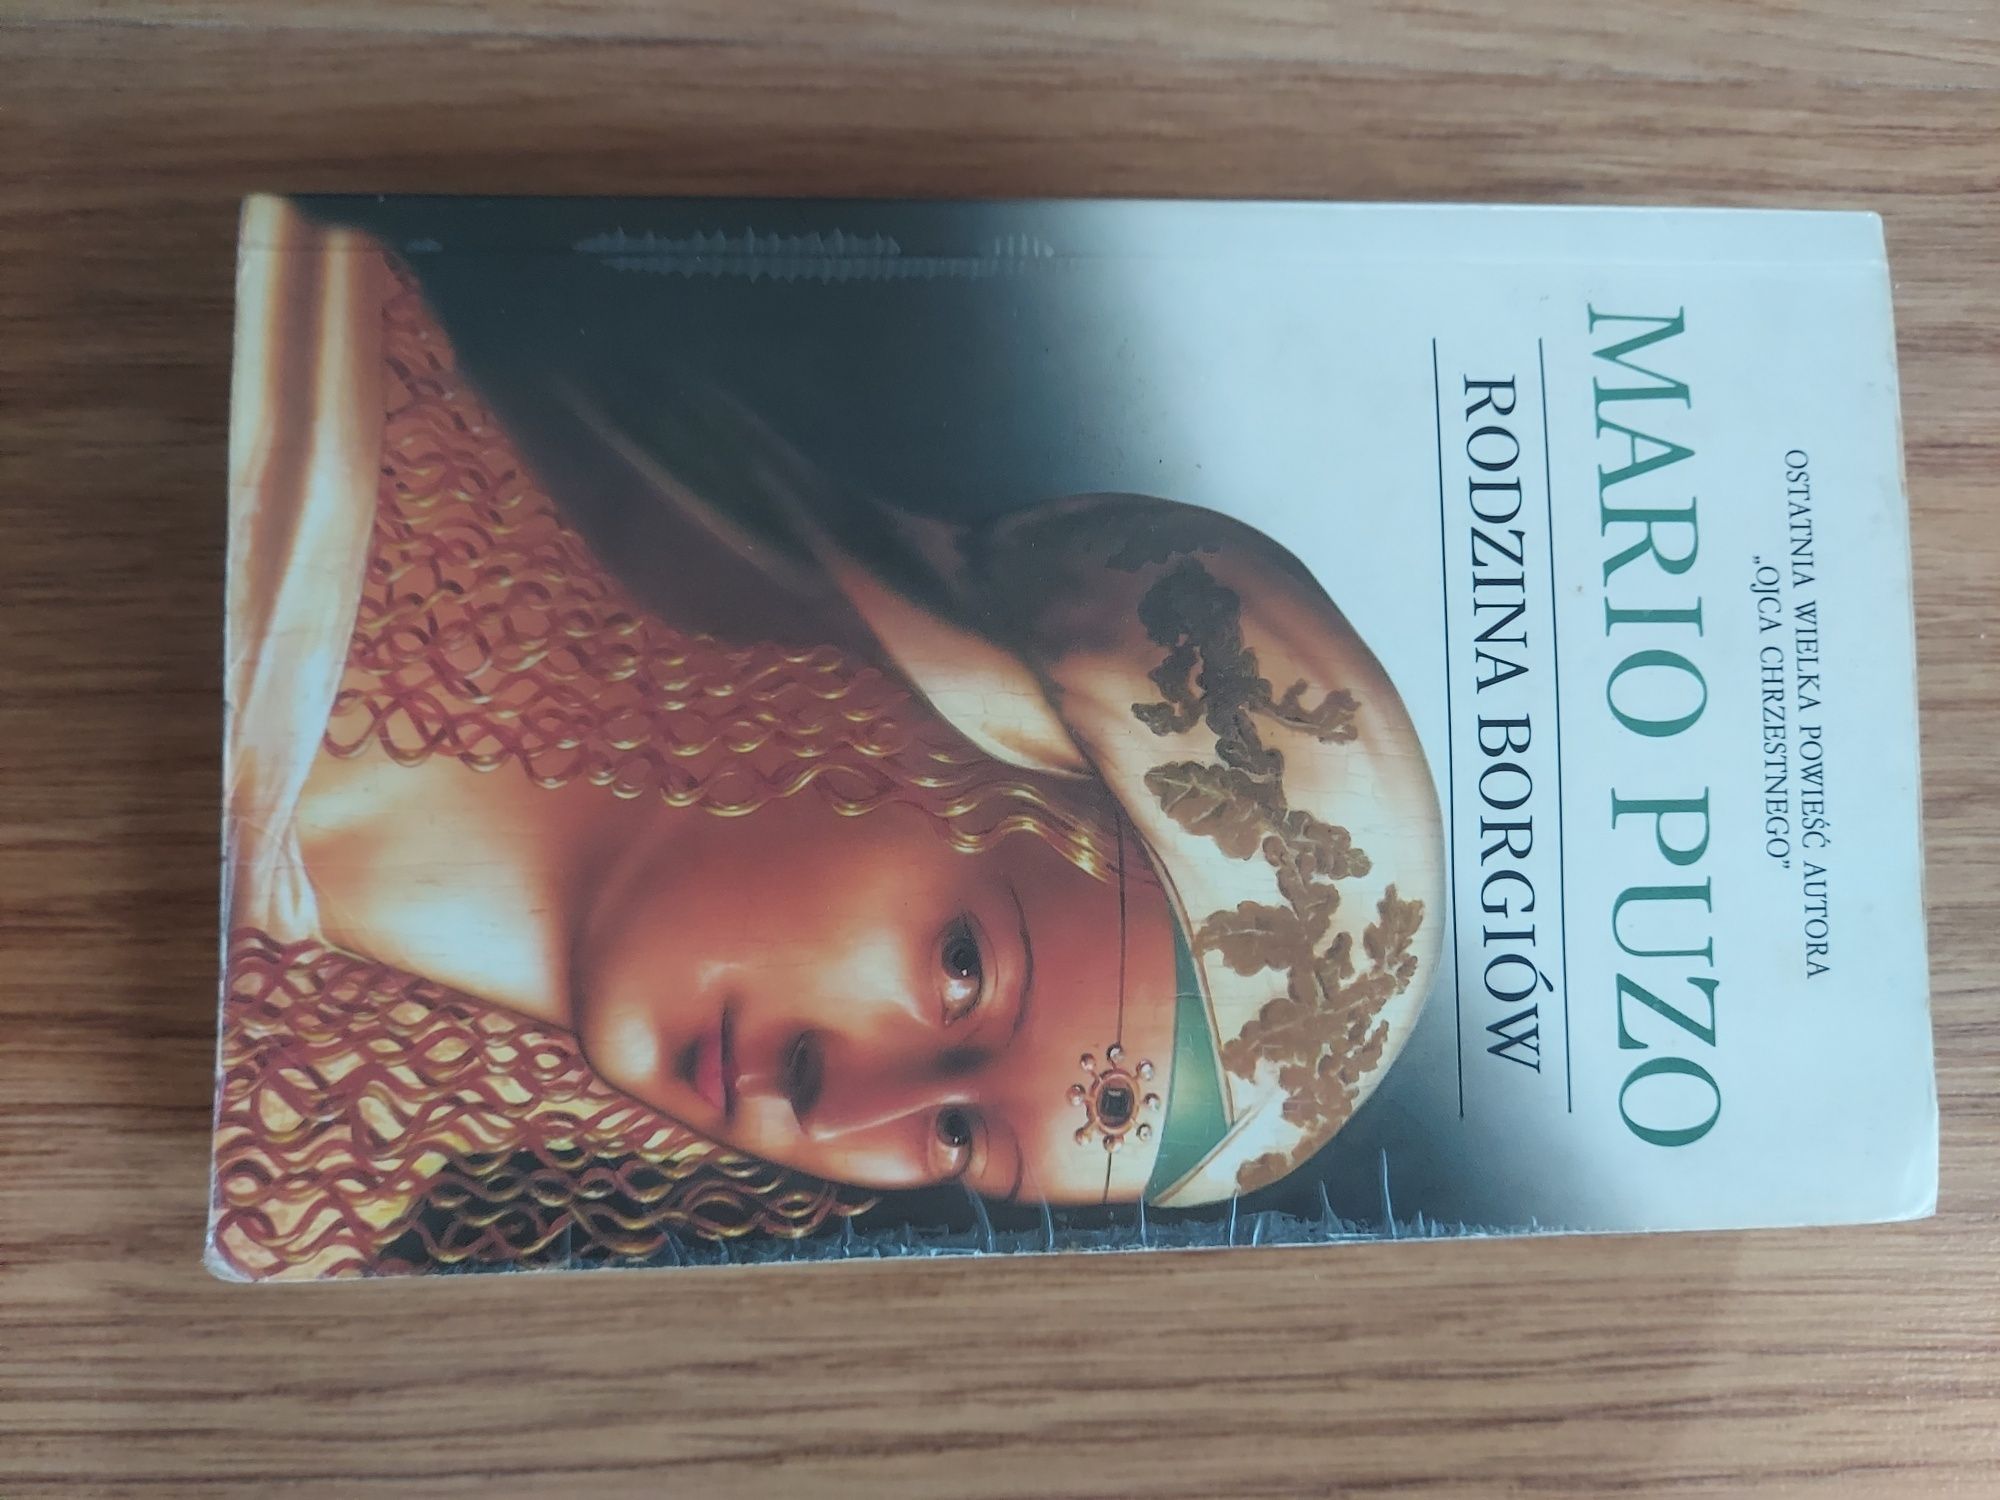 OSTATNIA WIELKA POWIEŚĆ AUTORA
„OJCA CHRZESTNEGO”
MARIO PUZO
RODZINA BORGIÓW